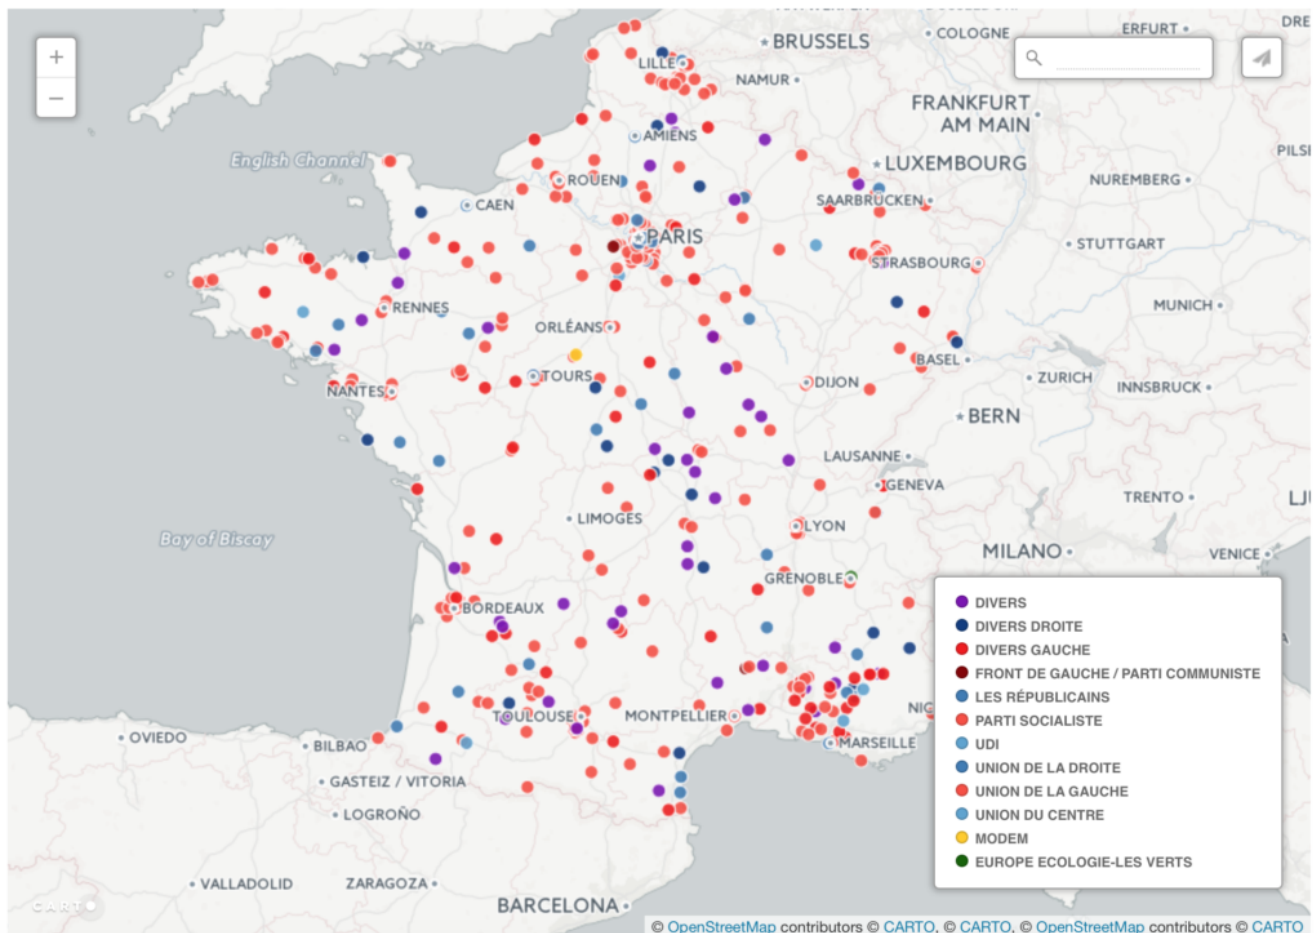 BRUSSELS
COLOGNE
ERFURT
DRE
LILLE
NAMUR
FRANKFURT
AM MAIN
AMIENS
English Channel
LUXEMBOURG
PILSI
ROUEN
NUREMBERG
SAARBRÜCKEN
CAEN
PARIS
STUTTGART
STRASBOURG
RENNES
MUNICH
ORLÉANS
BASEL
ZURICH
TOURS
DIJON
INNSBRUCK
NANTES
BERN
LAUSANNE
GENEVA
TRENTO
LJU
LIMOGES
LYON
Bay of Biscay
MILANO
VENICE
GRENOBLE
BORDEAUX
DIVERS
DIVERS DROITE
DIVERS GAUCHE
FRONT DE GAUCHE / PARTI COMMUNISTE
LES RÉPUBLICAINS
PARTI SOCIALISTE
UDI
UNION DE LA DROITE
UNION DE LA GAUCHE
UNION DU CENTRE
MODEM
EUROPE ECOLOGIE-LES VERTS
TOULOUSE
MONTPELLIER
NIC
OVIEDO
BILBAO
MARSEILLE
GASTEIZ / VITORIA
LOGROÑO
VALLADOLID
ZARAGOZA
CARTO
BARCELONA
© OpenStreetMap contributors © CARTO, © CARTO, © OpenStreetMap contributors © CARTO